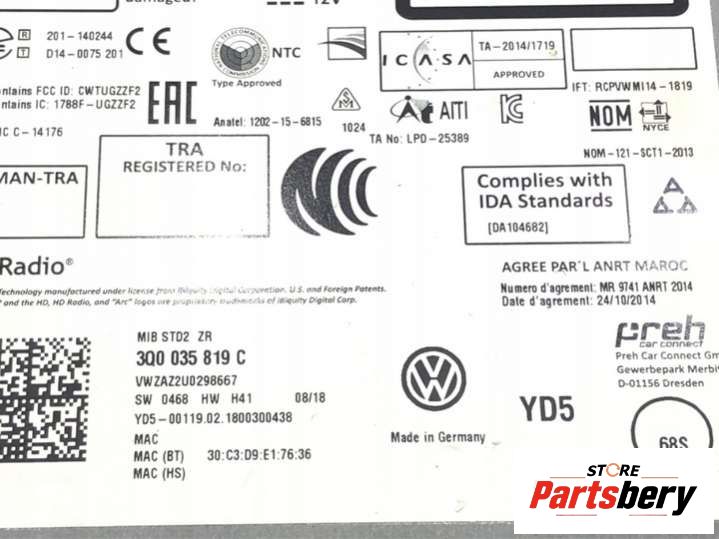 damaged?
12V
R 201-140244
T D14-0075 201
CE
NTC
Type Approved
ICASA
TA-2014/1719
APPROVED
IFT: RCPVWMI14-1819
ntains FCC ID: CWTUGZZF2
ntains IC: 1788F-UGZZF2
IC C-14176
EAC
Anatel: 1202-15-6815
1024
AITI
TA No: LPD-25389
NOM
NYCE
NOM-121-SCT1-2013
MAN-TRA
TRA
REGISTERED No:
Complies with
IDA Standards
[DA104682]
Radio®
Technology manufactured under license from iBiquity Digital Corporation. U.S. and Foreign Patents.
and the HD, HD Radio, and "Arc" logos are proprietary trademarks of iBiquity Digital Corp.
AGREE PAR'L ANRT MAROC
Numero d'agrement: MR 9741 ANRT 2014
Date d'agrement: 24/10/2014
preh
car connect
Preh Car Connect Gm
Gewerbepark Merbi
D-01156 Dresden
MIB STD2 ZR
3Q0 035 819 C
VWZAZ2U0298667
SW 0468 HW H41 08/18
YD5-00119.02.1800300438
MAC
MAC (BT) 30:C3:D9:E1:76:36
MAC (HS)
VW
Made in Germany
YD5
68S
STORE
Partsbery